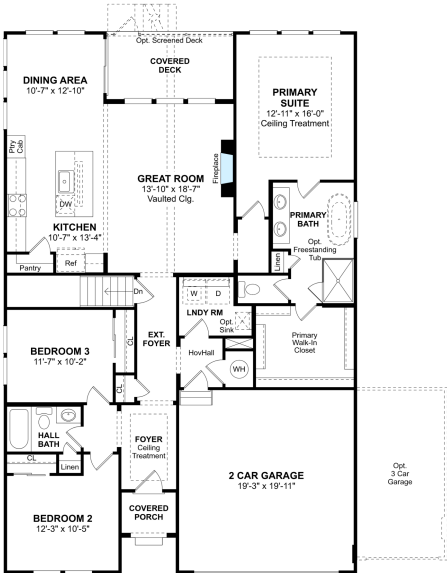 Opt. Screened Deck
COVERED
DECK
DINING AREA
10'-7" x 12'-10"
PRIMARY
SUITE
12'-11" x 16'-0"
Ceiling Treatment
Ptry
Cab
DW
KITCHEN
10'-7" x 13'-4"
GREAT ROOM
13'-10" x 18'-7"
Vaulted Clg.
Fireplace
PRIMARY
BATH
Opt.
Freestanding
Tub
Linen
Pantry
Ref
Dn
W
D
LNDY RM
Opt.
Sink
EXT.
FOYER
HovHall
WH
Primary
Walk-In
Closet
BEDROOM 3
11'-7" x 10'-2"
CL
CL
HALL
BATH
CL
Linen
FOYER
Ceiling
Treatment
COVERED
PORCH
BEDROOM 2
12'-3" x 10'-5"
2 CAR GARAGE
19'-3" x 19'-11"
Opt.
3 Car
Garage